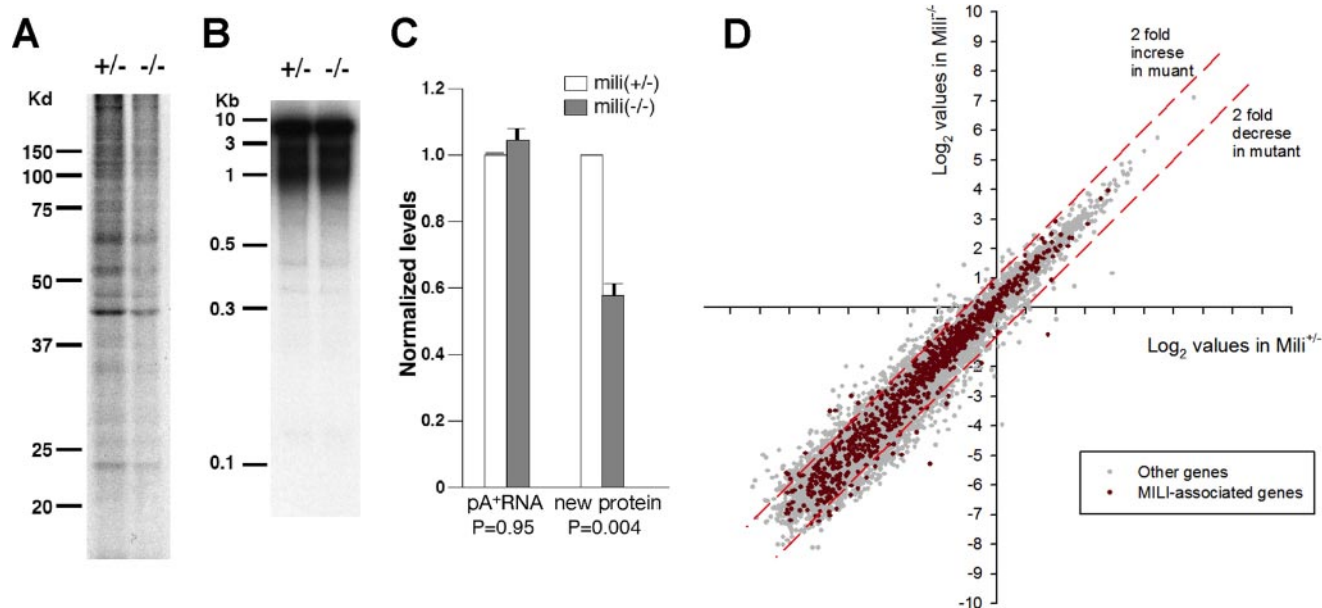 A
+/- -/-
Kd
150
100
75
50
37
25
20
B
+/- -/-
Kb
10
3
1
0.5
0.3
0.1
C
mili(+/-)
mili(-/-)
Normalized levels
1.2
1.0
0.8
0.6
0.4
0.2
0
pA+RNA new protein
P=0.95 P=0.004
D
Log2 values in Mili-/-
10
9
8
7
6
5
4
3
2
1
-2
-3
-4
-5
-6
-7
-8
-9
-10
2 fold
increse
in muant
2 fold
decrese
in mutant
Log2 values in Mili+/-
Other genes
MILI-associated genes